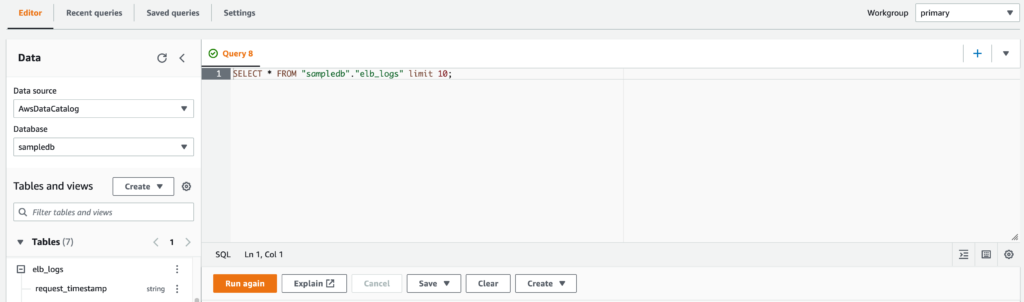 Editor Recent queries Saved queries Settings Workgroup primary
Data
Data source
AwsDataCatalog
Database
sampledb
Tables and views Create
Filter tables and views
Tables (7) 1
elb_logs
request_timestamp string
Query 8
1 SELECT * FROM "sampledb"."elb_logs" limit 10;
SQL Ln 1, Col 1
Run again Explain Cancel Save Clear Create